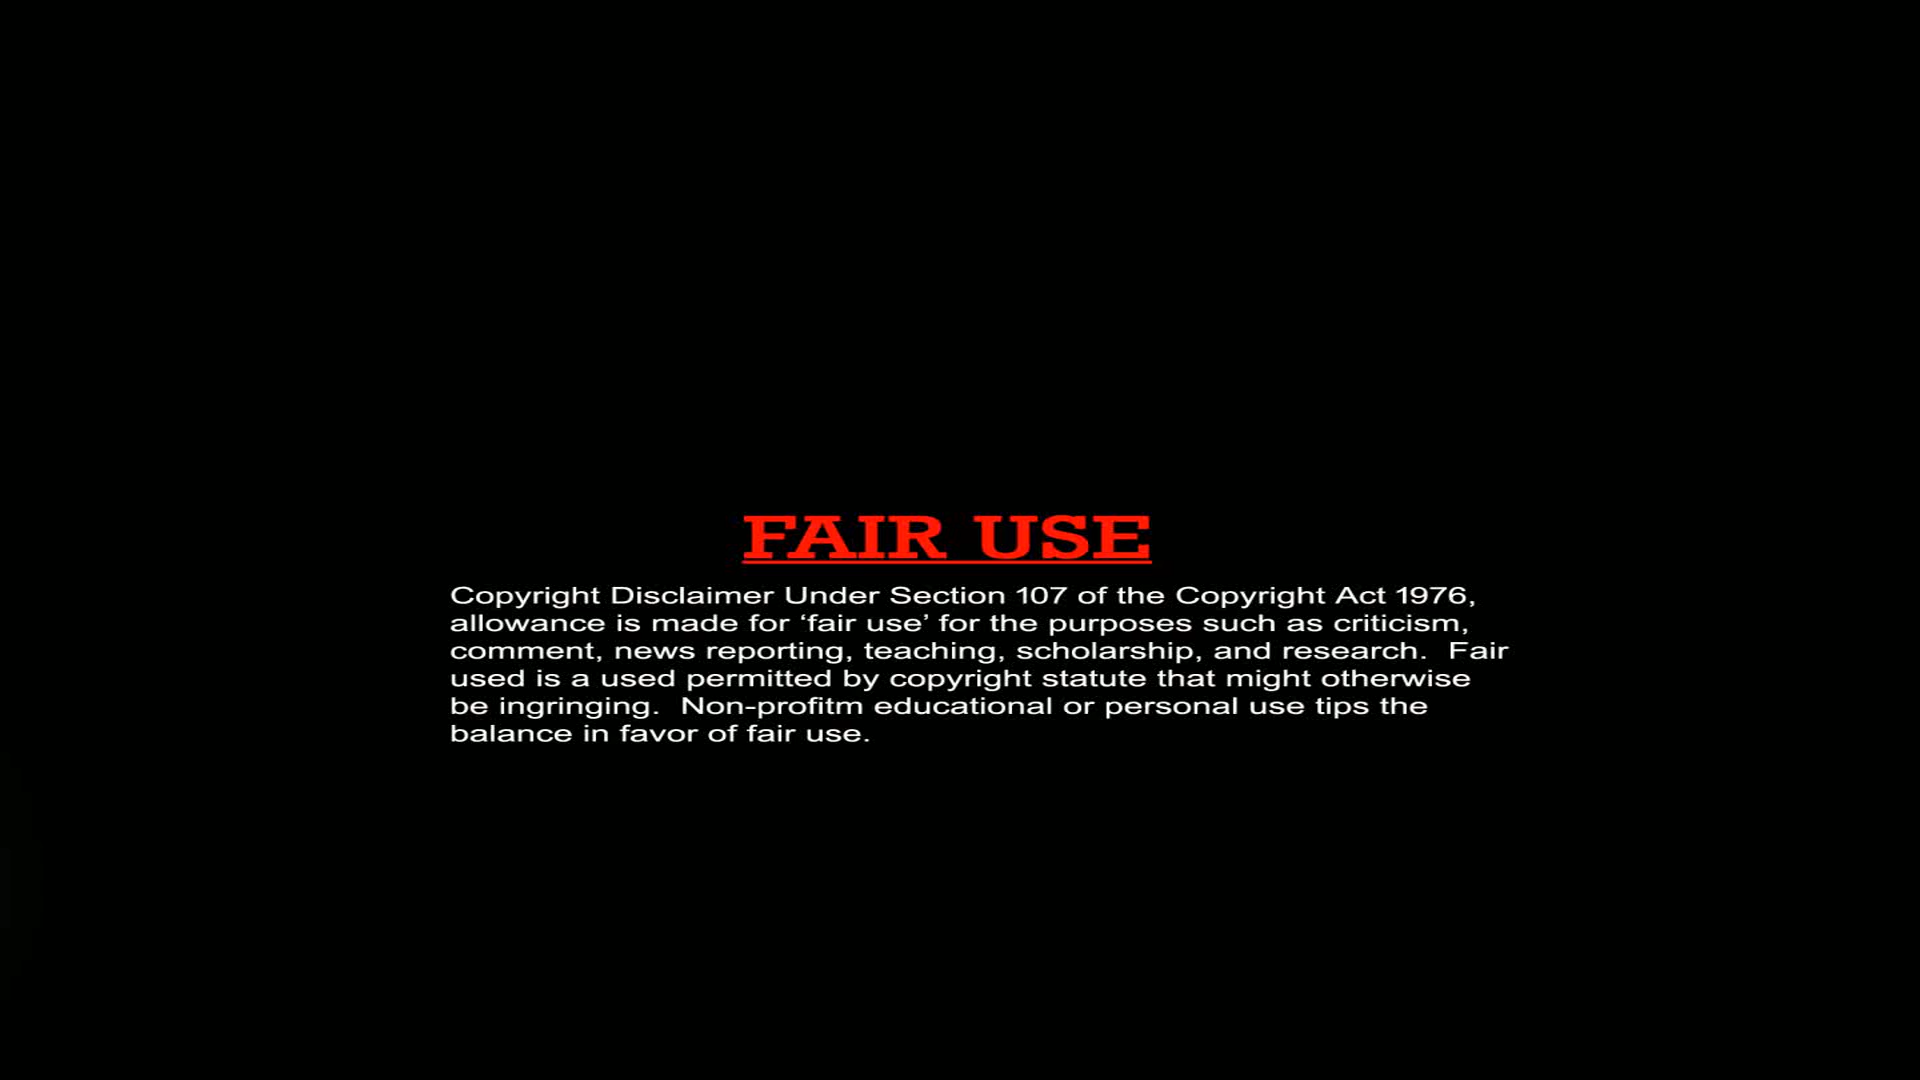 FAIR USE
Copyright Disclaimer Under Section 107 of the Copyright Act 1976,
allowance is made for ‘fair use’ for the purposes such as criticism,
comment, news reporting, teaching, scholarship, and research.  Fair
used is a used permitted by copyright statute that might otherwise
be ingringing.  Non-profitm educational or personal use tips the
balance in favor of fair use.